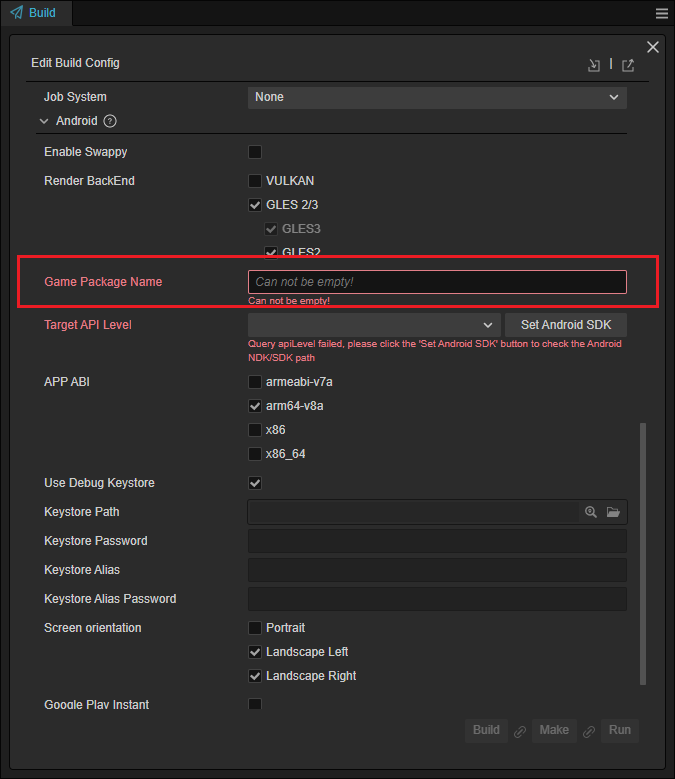 Build
Edit Build Config
Job System None
Android ?
Enable Swappy
Render BackEnd VULKAN
GLES 2/3
GLES3
GLES2
Game Package Name Can not be empty!
Can not be empty!
Target API Level Set Android SDK
Query apiLevel failed, please click the 'Set Android SDK' button to check the Android
NDK/SDK path
APP ABI armeabi-v7a
arm64-v8a
x86
x86_64
Use Debug Keystore
Keystore Path
Keystore Password
Keystore Alias
Keystore Alias Password
Screen orientation Portrait
Landscape Left
Landscape Right
Google Play Instant
Build Make Run